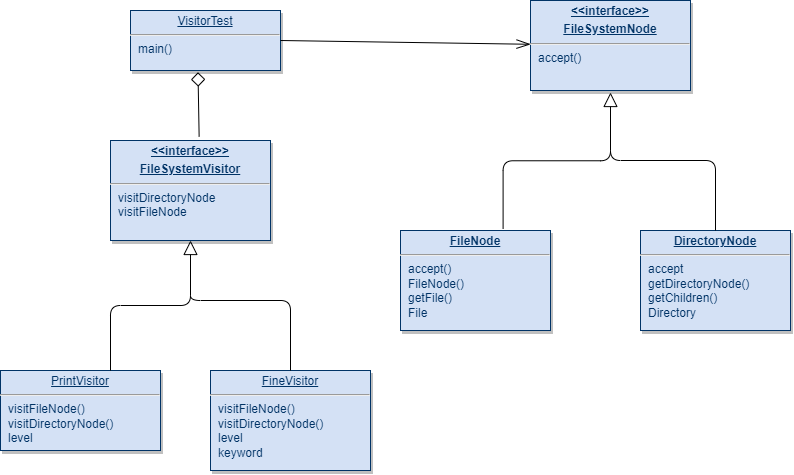 VisitorTest
main()
<<interface>>
FileSystemNode
accept()
<<interface>>
FileSystemVisitor
visitDirectoryNode
visitFileNode
FileNode
accept()
FileNode()
getFile()
File
DirectoryNode
accept
getDirectoryNode()
getChildren()
Directory
PrintVisitor
visitFileNode()
visitDirectoryNode()
level
FineVisitor
visitFileNode()
visitDirectoryNode()
level
keyword